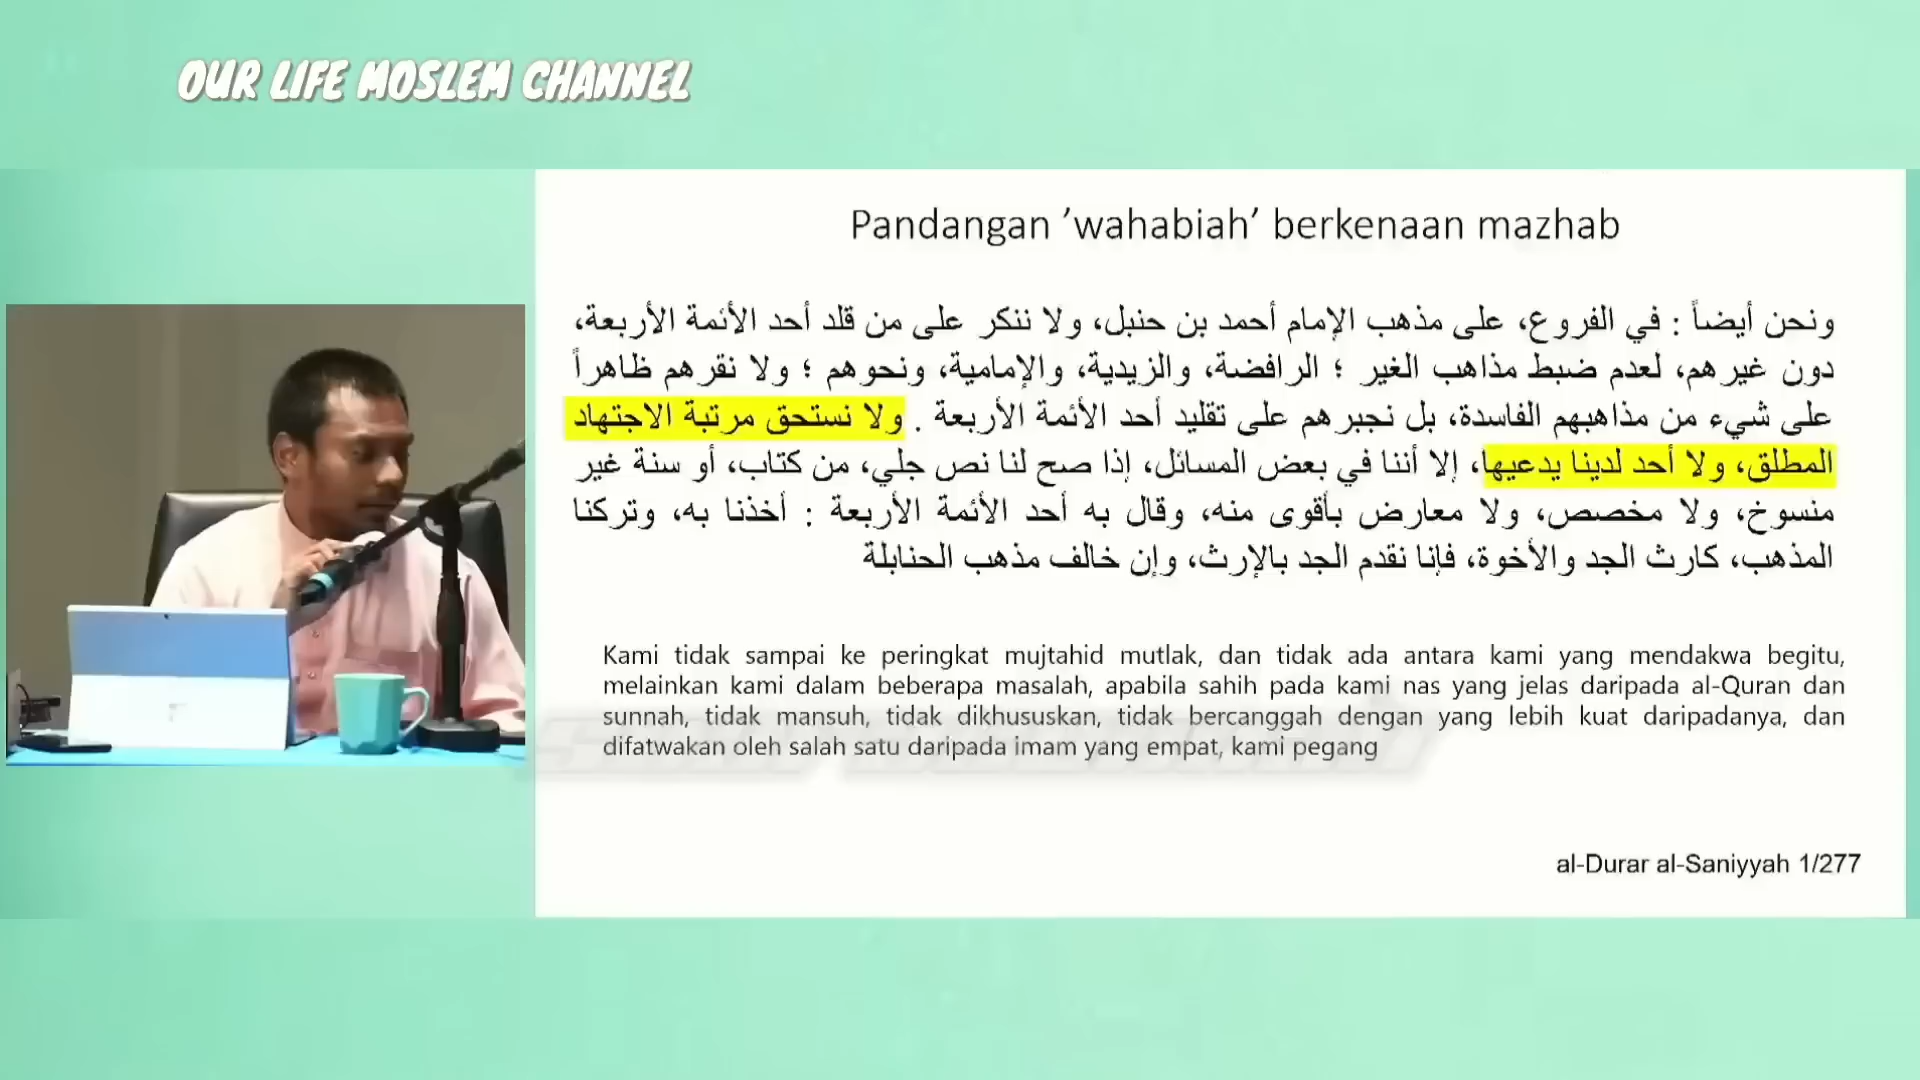 OUR LIFE MOSLEM CHANNEL
Pandangan ’wahabiah’ berkenaan mazhab
ونحن أيضاً : في الفروع، على مذهب الإمام أحمد بن حنبل، ولا ننكر على من قلد أحد الأئمة الأربعة،
دون غيرهم، لعدم ضبط مذاهب الغير ؛ الرافضة، والزيدية، والإمامية، ونحوهم ؛ ولا نقرهم ظاهراً
على شيء من مذاهبهم الفاسدة، بل نجبرهم على تقليد أحد الأئمة الأربعة . ولا نستحق مرتبة الاجتهاد
المطلق، ولا أحد لدينا يدعيها، إلا أننا في بعض المسائل، إذا صح لنا نص جلي، من كتاب، أو سنة غير
منسوخ، ولا مخصص، ولا معارض بأقوى منه، وقال به أحد الأئمة الأربعة : أخذنا به، وتركنا
المذهب، كارث الجد والأخوة، فإنا نقدم الجد بالإرث، وإن خالف مذهب الحنابلة
Kami tidak sampai ke peringkat mujtahid mutlak, dan tidak ada antara kami yang mendakwa begitu,
melainkan kami dalam beberapa masalah, apabila sahih pada kami nas yang jelas daripada al-Quran dan
sunnah, tidak mansuh, tidak dikhususkan, tidak bercanggah dengan yang lebih kuat daripadanya, dan
difatwakan oleh salah satu daripada imam yang empat, kami pegang
al-Durar al-Saniyyah 1/277